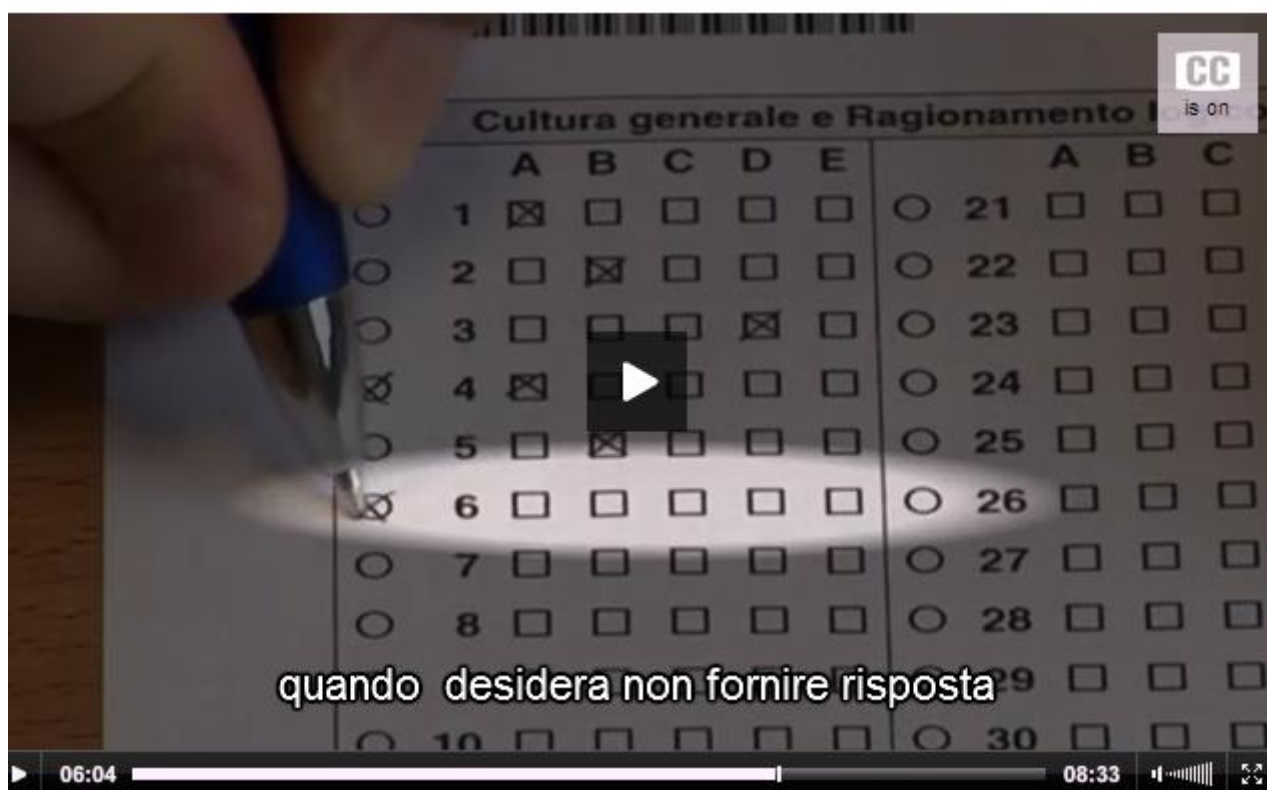 CC
is on
Cultura generale e Ragionamento logico
A B C D E A B C
1 21
2 22
3 23
4 24
5 25
6 26
7 27
8 28
29
10 30
quando desidera non fornire risposta
06:04 08:33